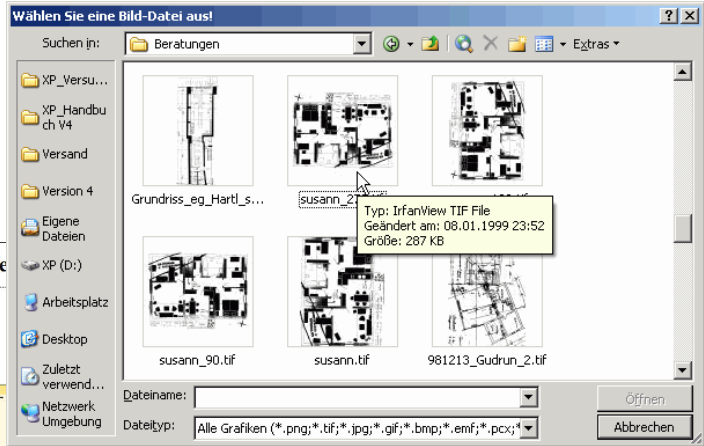 Wählen Sie eine Bild-Datei aus!
Suchen in:
Beratungen
Extras
XP_Versu...
XP_Handbu
ch V4
Versand
Version 4
Eigene
Dateien
XP (D:)
Arbeitsplatz
Desktop
Zuletzt
verwend...
Netzwerk
Umgebung
Grundriss_eg_Hartl_s...
Typ: IrfanView TIF File
Geändert am: 08.01.1999 23:52
Größe: 287 KB
susann_90.tif
susann.tif
981213_Gudrun_2.tif
Dateiname:
Öffnen
Dateityp:
Alle Grafiken (*.png;*.tif;*.jpg;*.gif;*.bmp;*.emf;*.pcx;*
Abbrechen